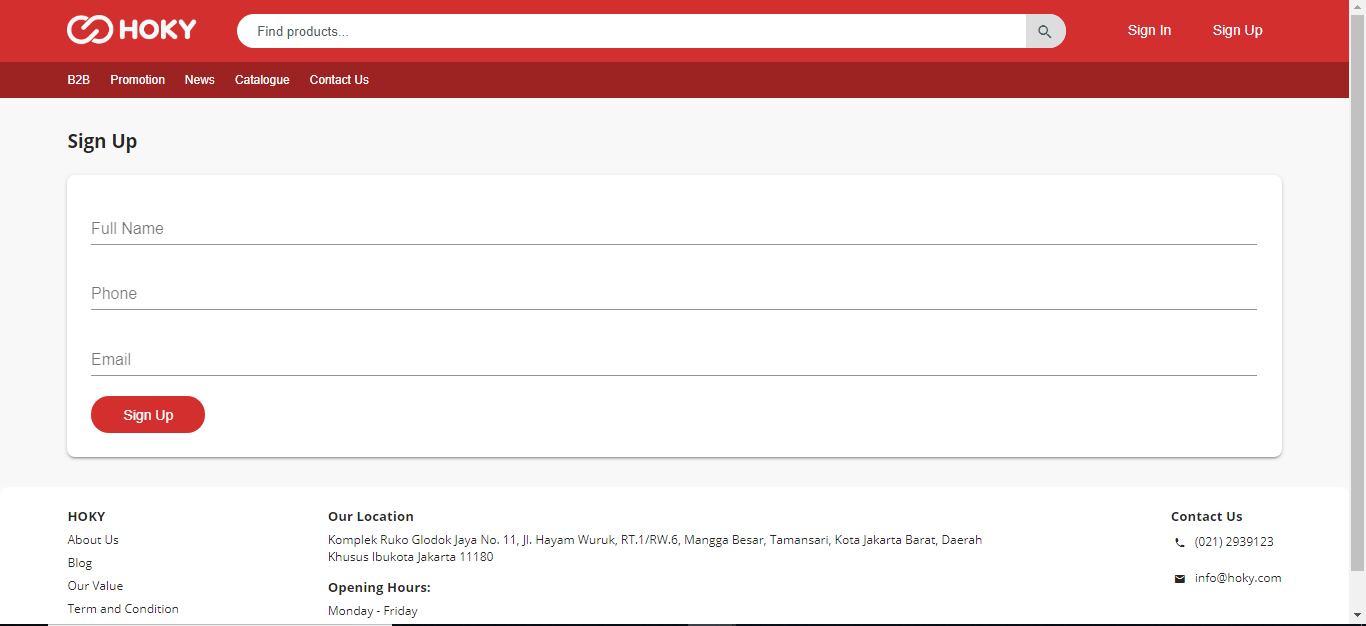 HOKY
Find products...
Sign In
Sign Up
B2B
Promotion
News
Catalogue
Contact Us
Sign Up
Full Name
Phone
Email
Sign Up
HOKY
About Us
Blog
Our Value
Term and Condition
Our Location
Komplek Ruko Glodok Jaya No. 11, Jl. Hayam Wuruk, RT.1/RW.6, Mangga Besar, Tamansari, Kota Jakarta Barat, Daerah
Khusus Ibukota Jakarta 11180
Opening Hours:
Monday - Friday
Contact Us
(021) 2939123
info@hoky.com